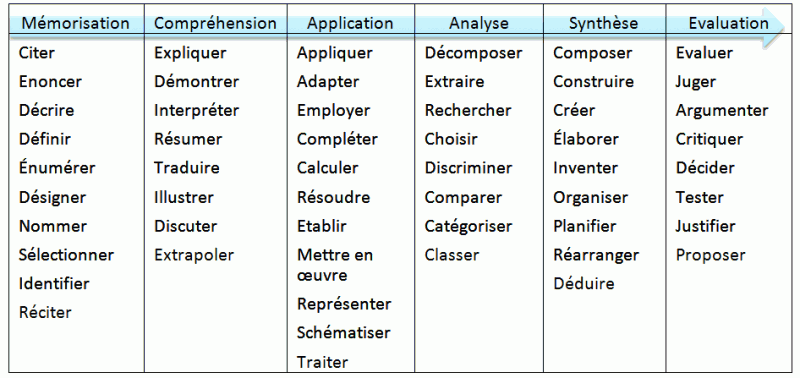 Mémorisation
Compréhension
Application
Analyse
Synthèse
Evaluation
Citer
Enoncer
Décrire
Définir
Énumérer
Désigner
Nommer
Sélectionner
Identifier
Réciter
Expliquer
Démontrer
Interpréter
Résumer
Traduire
Illustrer
Discuter
Extrapoler
Appliquer
Adapter
Employer
Compléter
Calculer
Résoudre
Etablir
Mettre en
œuvre
Représenter
Schématiser
Traiter
Décomposer
Extraire
Rechercher
Choisir
Discriminer
Comparer
Catégoriser
Classer
Composer
Construire
Créer
Élaborer
Inventer
Organiser
Planifier
Réarranger
Déduire
Evaluer
Juger
Argumenter
Critiquer
Décider
Tester
Justifier
Proposer